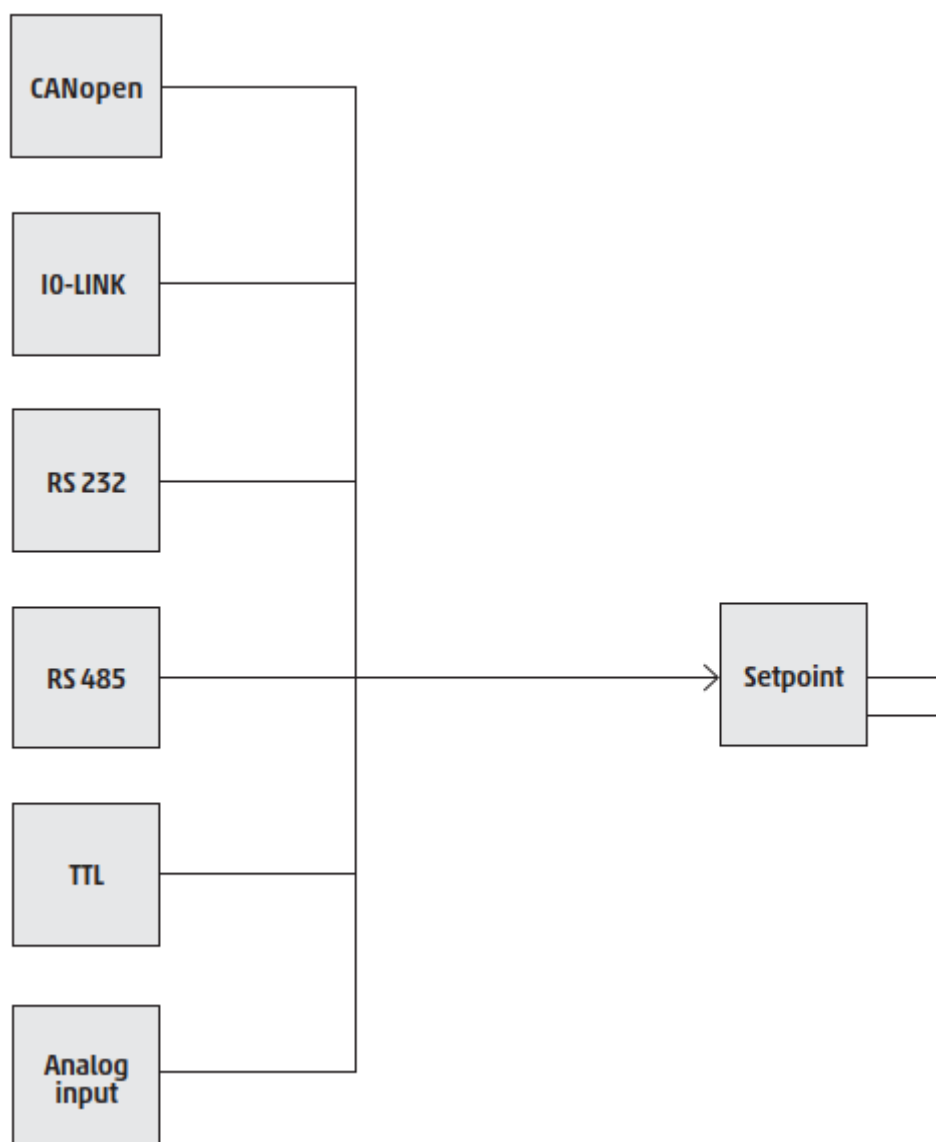 CANopen
IO-LINK
RS 232
RS 485
Setpoint
TTL
Analog
input